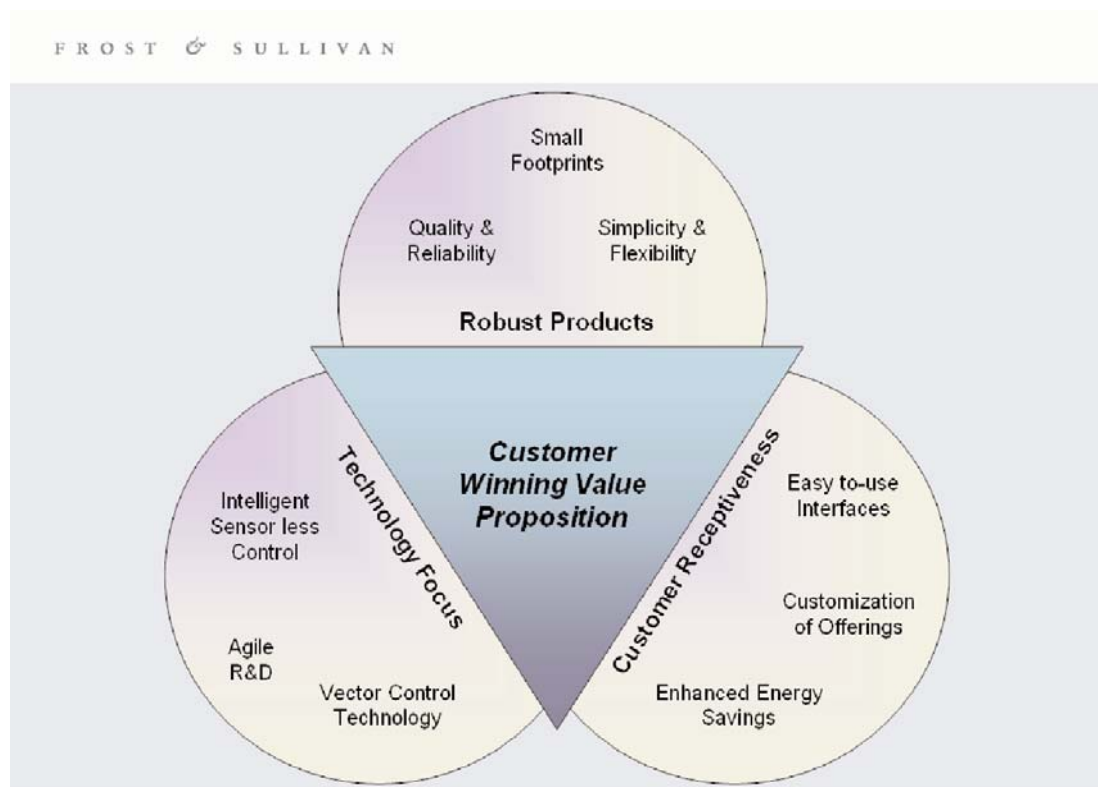 FROST & SULLIVAN
Small
Footprints
Quality &
Reliability
Simplicity &
Flexibility
Robust Products
Customer
Winning Value
Proposition
Technology Focus
Intelligent
Sensor less
Control
Agile
R&D
Vector Control
Technology
Customer Receptiveness
Easy to-use
Interfaces
Customization
of Offerings
Enhanced Energy
Savings